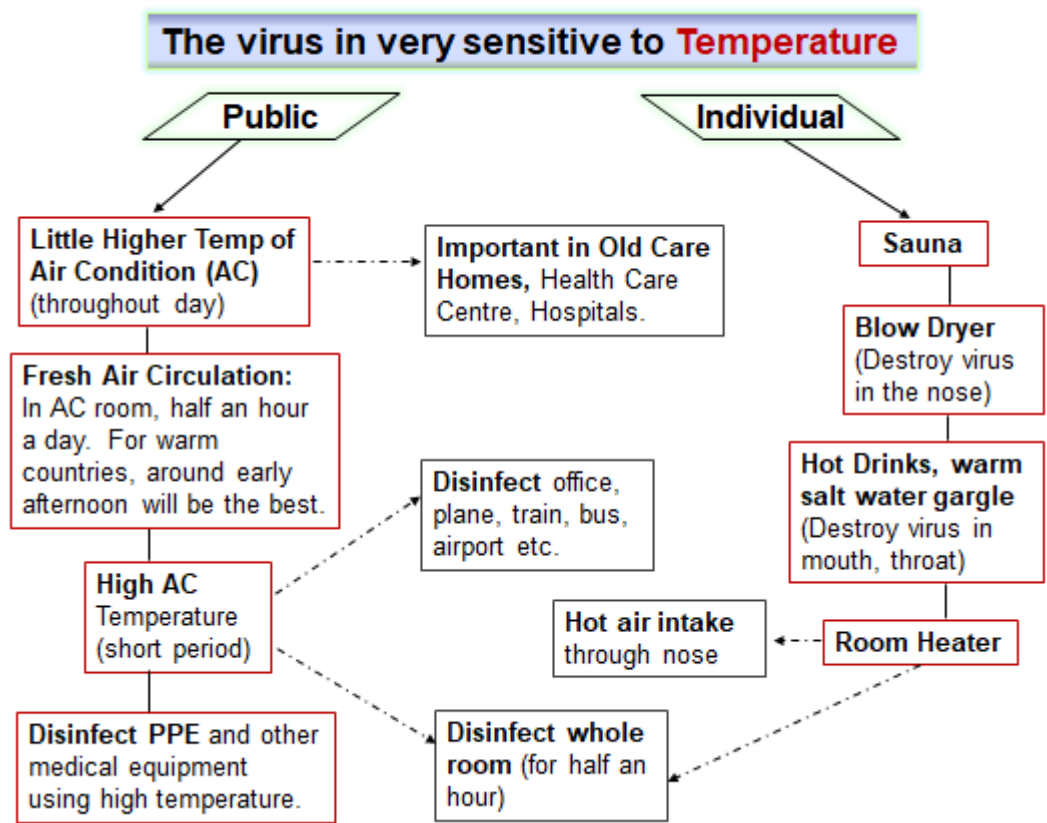 The virus in very sensitive to Temperature
Public
Individual
Little Higher Temp of
Air Condition (AC)
(throughout day)
Important in Old Care
Homes, Health Care
Centre, Hospitals.
Sauna
Blow Dryer
(Destroy virus
in the nose)
Fresh Air Circulation:
In AC room, half an hour
a day. For warm
countries, around early
afternoon will be the best.
Disinfect office,
plane, train, bus,
airport etc.
Hot Drinks, warm
salt water gargle
(Destroy virus in
mouth, throat)
High AC
Temperature
(short period)
Hot air intake
through nose
Room Heater
Disinfect PPE and other
medical equipment
using high temperature.
Disinfect whole
room (for half an
hour)